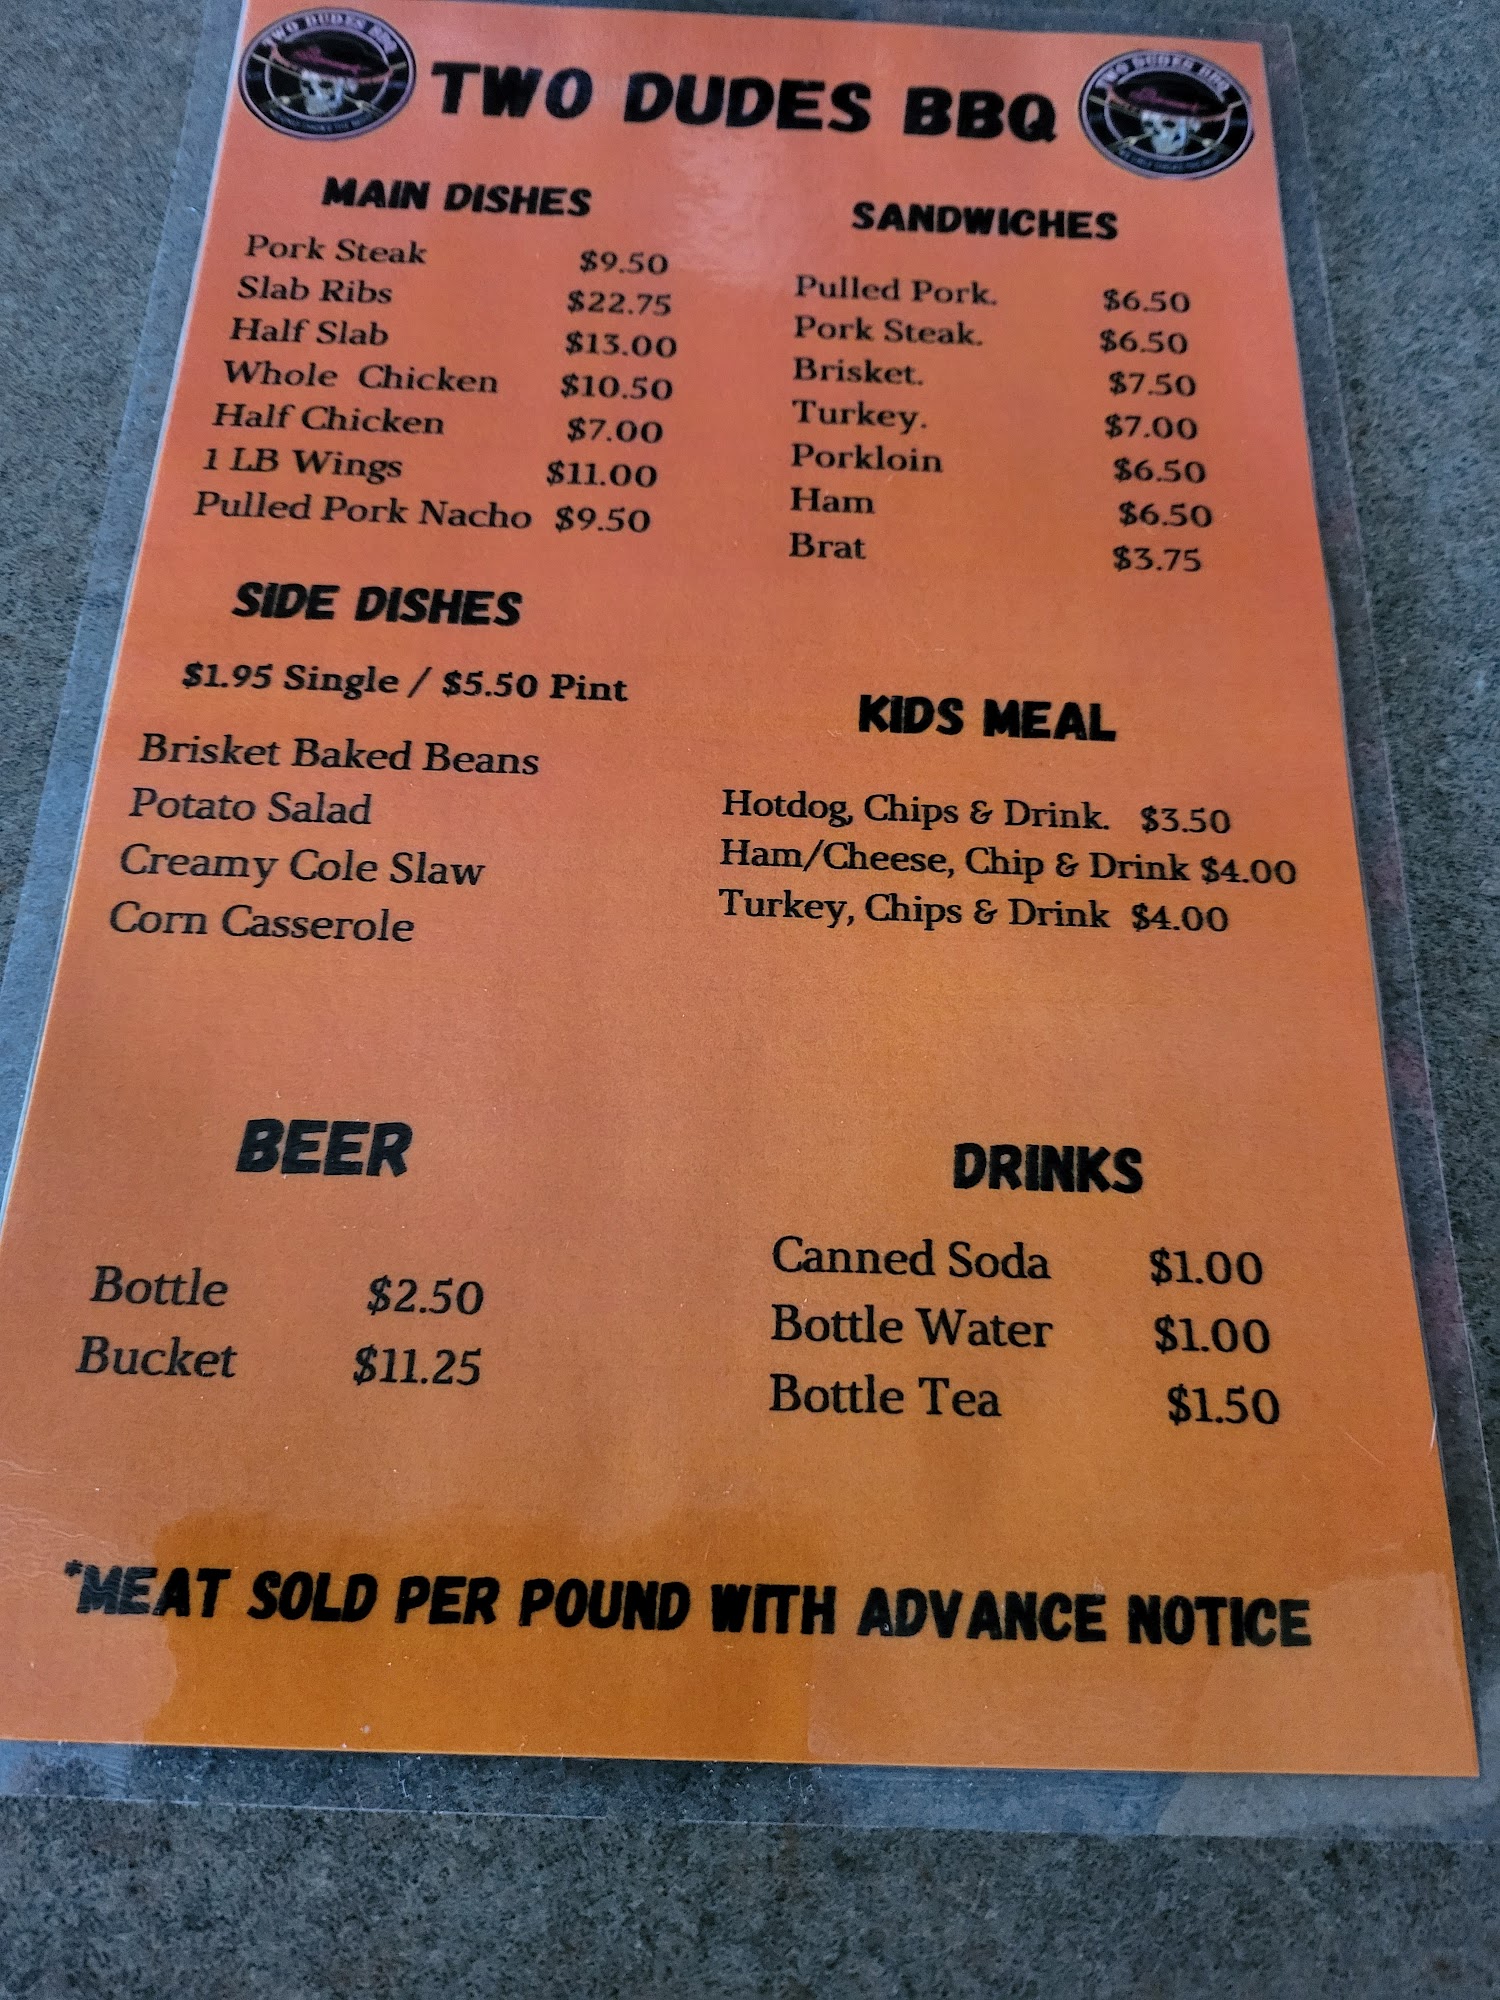 TWO DUDES BBQ
TWO DUDES BBQ
TWO DUDES BBQ
MAIN DISHES
Pork Steak $9.50
Slab Ribs $22.75
Half Slab $13.00
Whole Chicken $10.50
Half Chicken $7.00
1 LB Wings $11.00
Pulled Pork Nacho $9.50
SANDWICHES
Pulled Pork. $6.50
Pork Steak. $6.50
Brisket. $7.50
Turkey. $7.00
Porkloin $6.50
Ham $6.50
Brat $3.75
SIDE DISHES
$1.95 Single / $5.50 Pint
Brisket Baked Beans
Potato Salad
Creamy Cole Slaw
Corn Casserole
KIDS MEAL
Hotdog, Chips & Drink. $3.50
Ham/Cheese, Chip & Drink $4.00
Turkey, Chips & Drink $4.00
BEER
Bottle $2.50
Bucket $11.25
DRINKS
Canned Soda $1.00
Bottle Water $1.00
Bottle Tea $1.50
*MEAT SOLD PER POUND WITH ADVANCE NOTICE